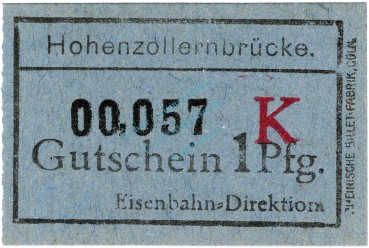 Hohenzollernbrücke.
00,057 K
Gutschein 1 Pfg.
Eisenbahn-Direktion
RHEINISCHE BILLET-FABRIK, CÖLN.